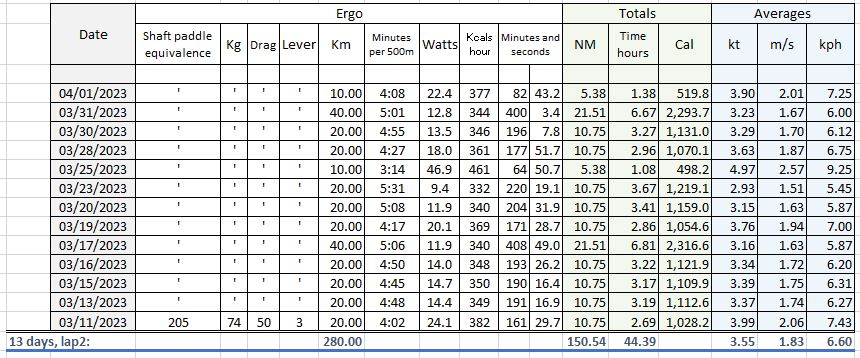 Ergo Totals Averages
Date Shaft paddle equivalence Kg Drag Lever Km Minutes per 500m Watts Kcals hour Minutes and seconds NM Time hours Cal kt m/s kph
04/01/2023 ' ' ' ' 10.00 4:08 22.4 377 82 43.2 5.38 1.38 519.8 3.90 2.01 7.25
03/31/2023 ' ' ' ' 40.00 5:01 12.8 344 400 3.4 21.51 6.67 2,293.7 3.23 1.67 6.00
03/30/2023 ' ' ' ' 20.00 4:55 13.5 346 196 7.8 10.75 3.27 1,131.0 3.29 1.70 6.12
03/28/2023 ' ' ' ' 20.00 4:27 18.0 361 177 51.7 10.75 2.96 1,070.1 3.63 1.87 6.75
03/25/2023 ' ' ' ' 10.00 3:14 46.9 461 64 50.7 5.38 1.08 498.2 4.97 2.57 9.25
03/23/2023 ' ' ' ' 20.00 5:31 9.4 332 220 19.1 10.75 3.67 1,219.1 2.93 1.51 5.45
03/20/2023 ' ' ' ' 20.00 5:08 11.9 340 204 31.9 10.75 3.41 1,159.0 3.15 1.63 5.87
03/19/2023 ' ' ' ' 20.00 4:17 20.1 369 171 28.7 10.75 2.86 1,054.6 3.76 1.94 7.00
03/17/2023 ' ' ' ' 40.00 5:06 11.9 340 408 49.0 21.51 6.81 2,316.6 3.16 1.63 5.87
03/16/2023 ' ' ' ' 20.00 4:50 14.0 348 193 26.2 10.75 3.22 1,121.9 3.34 1.72 6.20
03/15/2023 ' ' ' ' 20.00 4:45 14.7 350 190 16.4 10.75 3.17 1,109.9 3.39 1.75 6.31
03/13/2023 ' ' ' ' 20.00 4:48 14.4 349 191 16.9 10.75 3.19 1,112.6 3.37 1.74 6.27
03/11/2023 205 74 50 3 20.00 4:02 24.1 382 161 29.7 10.75 2.69 1,028.2 3.99 2.06 7.43
13 days, lap2: 280.00 150.54 44.39 3.55 1.83 6.60